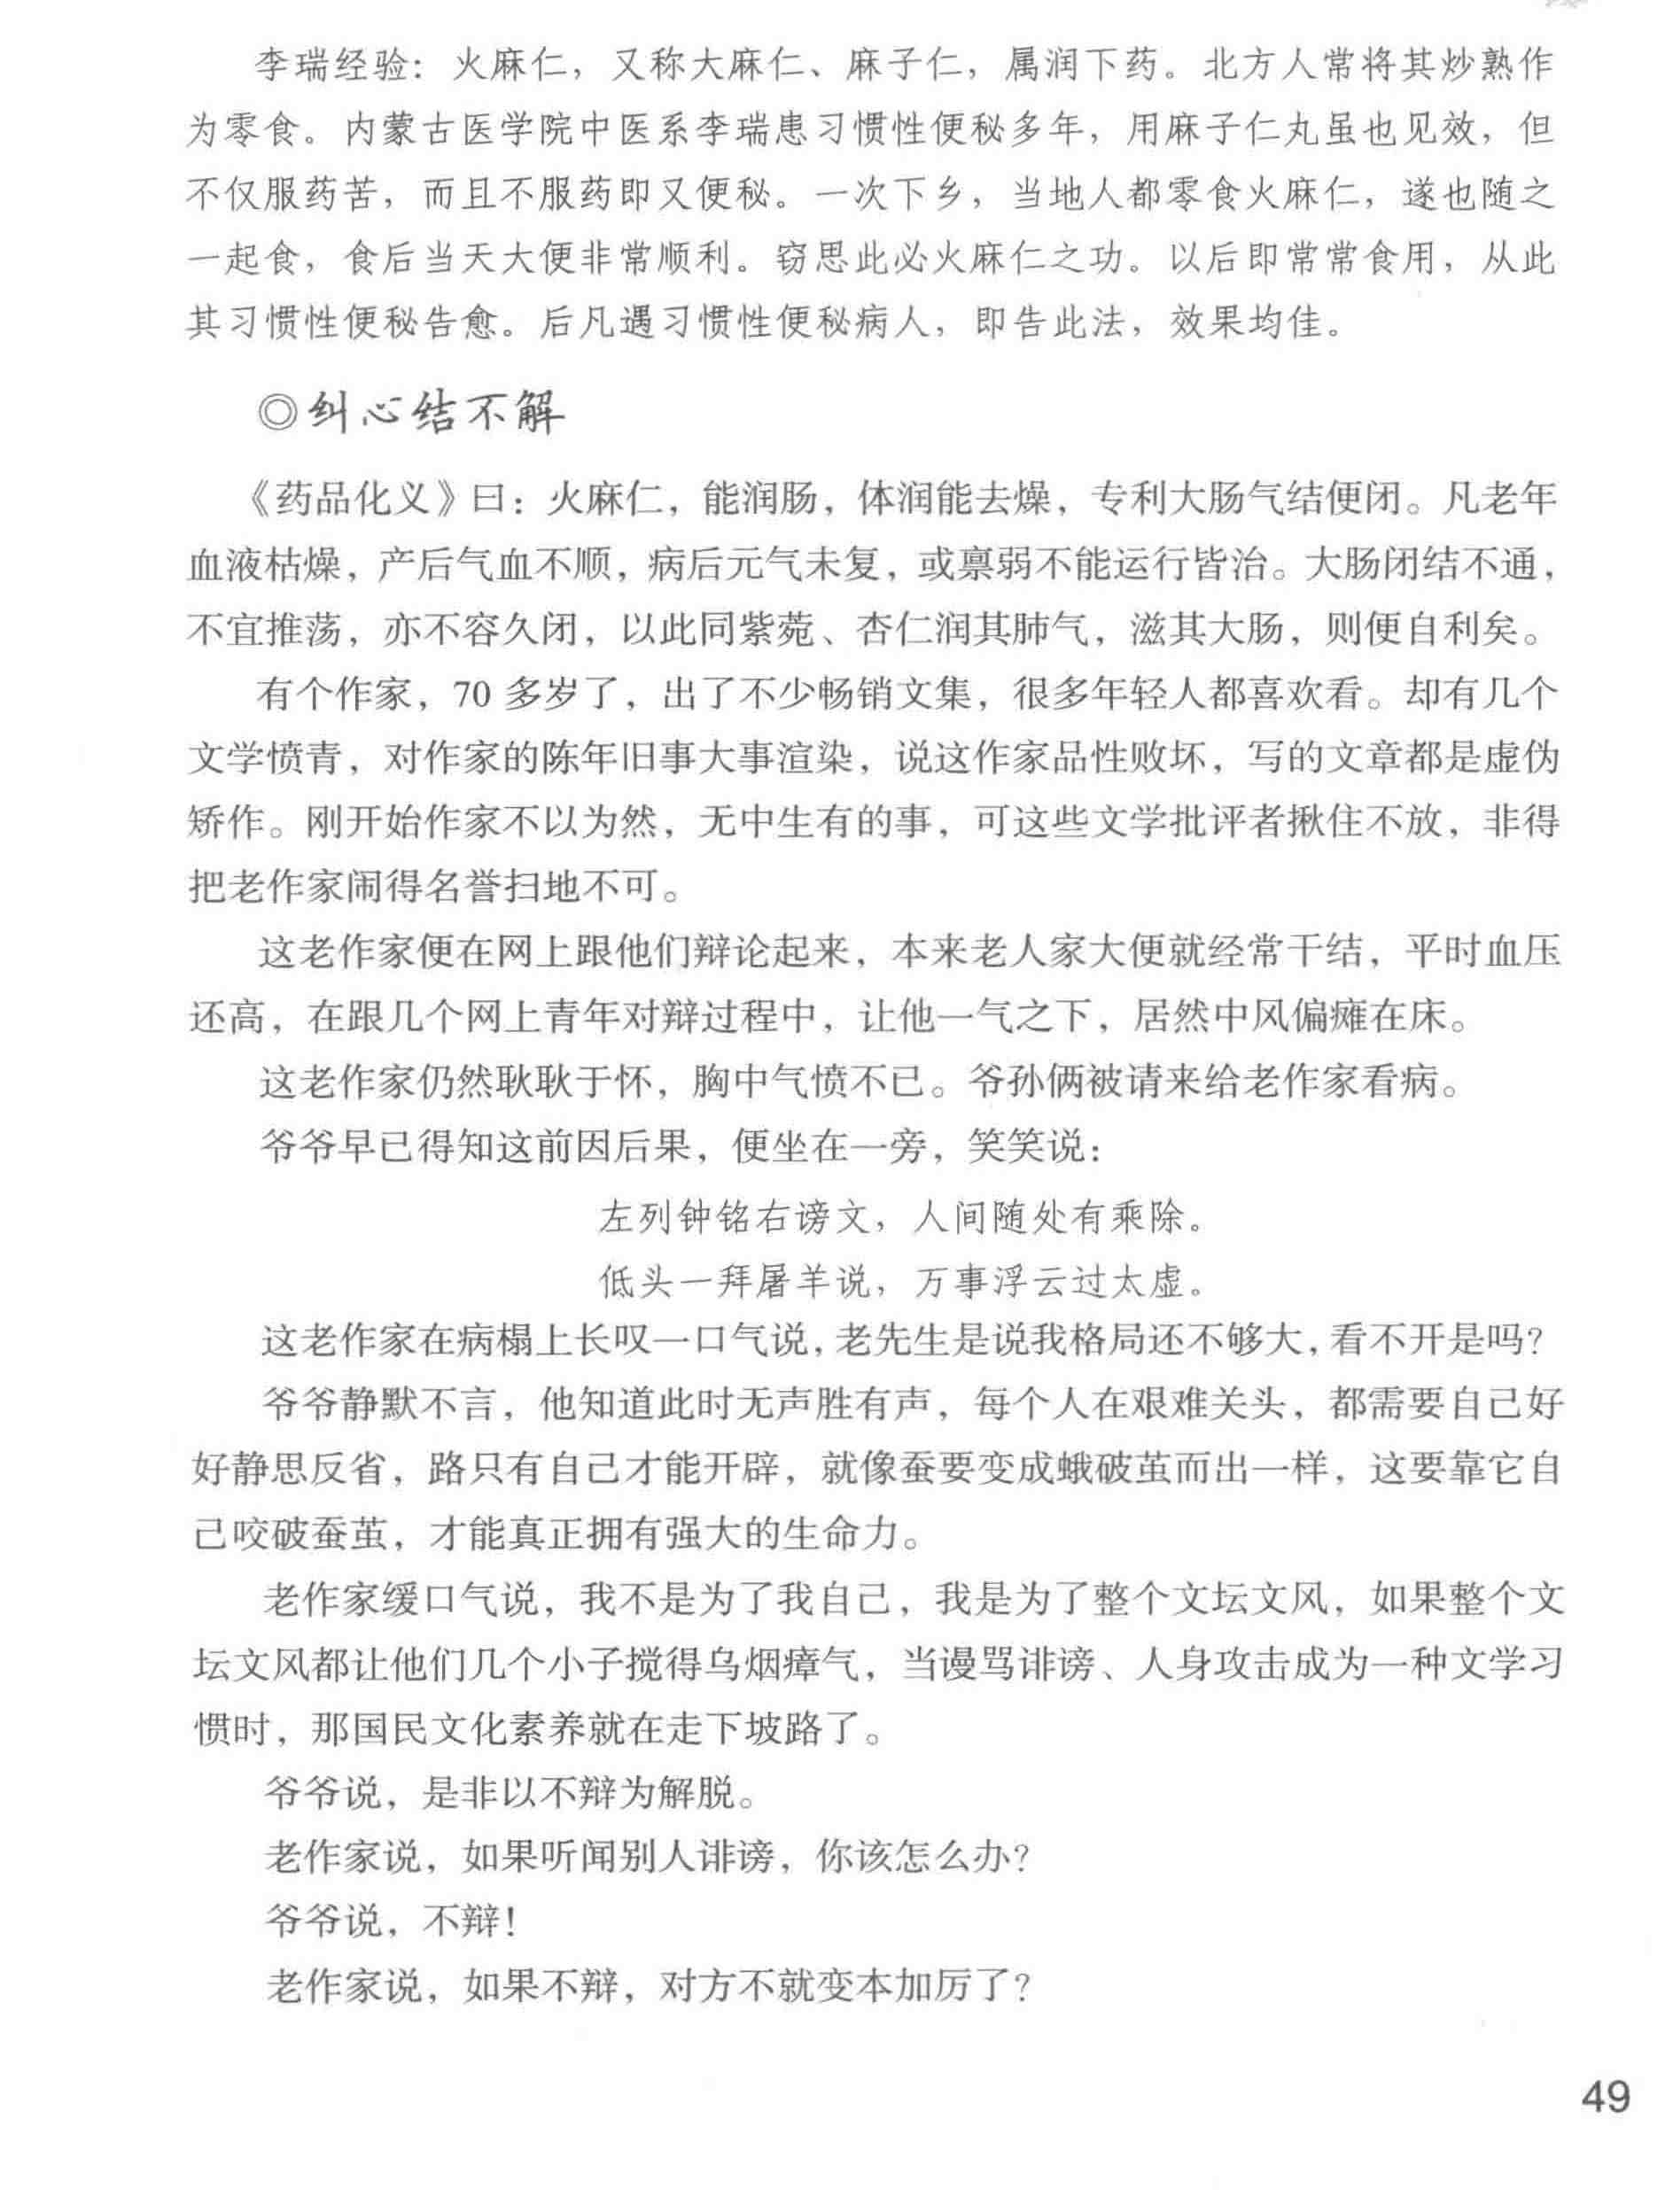 李瑞经验：火麻仁，又称大麻仁、麻子仁，属润下药。北方人常将其炒熟作
为零食。内蒙古医学院中医系李瑞患习惯性便秘多年，用麻子仁丸虽也见效，但
不仅服药苦，而且不服药即又便秘。一次下乡，当地人都零食火麻仁，遂也随之
一起食，食后当天大便非常顺利。窃思此必火麻仁之功。以后即常常食用，从此
其习惯性便秘告愈。后凡遇习惯性便秘病人，即告此法，效果均佳。
◎纠心结不解
《药品化义》曰：火麻仁，能润肠，体润能去燥，专利大肠气结便闭。凡老年
血液枯燥，产后气血不顺，病后元气未复，或禀弱不能运行皆治。大肠闭结不通，
不宜推荡，亦不容久闭，以此同紫菀、杏仁润其肺气，滋其大肠，则便自利矣。
有个作家，70 多岁了，出了不少畅销文集，很多年轻人都喜欢看。却有几个
文学愤青，对作家的陈年旧事大事渲染，说这作家品性败坏，写的文章都是虚伪
矫作。刚开始作家不以为然，无中生有的事，可这些文学批评者揪住不放，非得
把老作家闹得名誉扫地不可。
这老作家便在网上跟他们辩论起来，本来老人家大便就经常干结，平时血压
还高，在跟几个网上青年对辩过程中，让他一气之下，居然中风偏瘫在床。
这老作家仍然耿耿于怀，胸中气愤不已。爷孙俩被请来给老作家看病。
爷爷早已得知这前因后果，便坐在一旁，笑笑说：
左列钟铭右谤文，人间随处有乘除。
低头一拜屠羊说，万事浮云过太虚。
这老作家在病榻上长叹一口气说，老先生是说我格局还不够大，看不开是吗？
爷爷静默不言，他知道此时无声胜有声，每个人在艰难关头，都需要自己好
好静思反省，路只有自己才能开辟，就像蚕要变成蛾破茧而出一样，这要靠它自
己咬破蚕茧，才能真正拥有强大的生命力。
老作家缓口气说，我不是为了我自己，我是为了整个文坛文风，如果整个文
坛文风都让他们几个小子搅得乌烟瘴气，当谩骂诽谤、人身攻击成为一种文学习
惯时，那国民文化素养就在走下坡路了。
爷爷说，是非以不辩为解脱。
老作家说，如果听闻别人诽谤，你该怎么办？
爷爷说，不辩！
老作家说，如果不辩，对方不就变本加厉了？
49